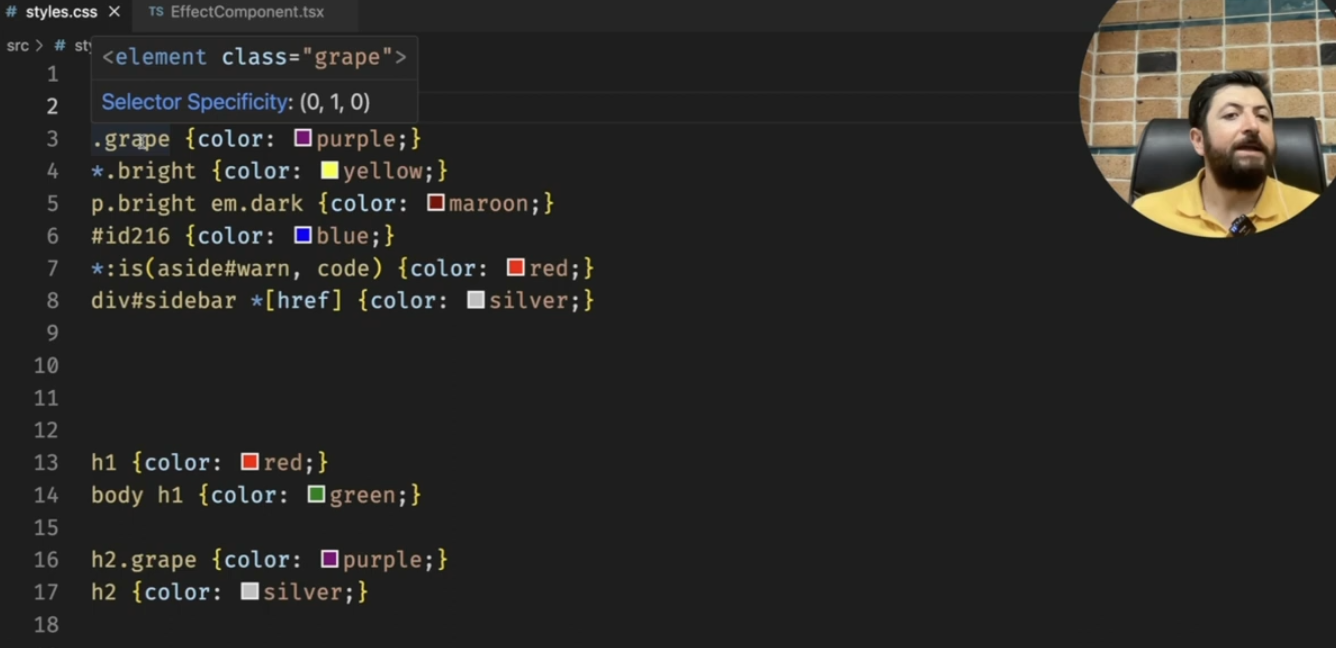 # styles.css × TS EffectComponent.tsx
src > #
<element class="grape">
1
Selector Specificity: (0, 1, 0)
2
3 .grape {color: purple;}
4 *.bright {color: yellow;}
5 p.bright em.dark {color: maroon;}
6 #id216 {color: blue;}
7 *:is(aside#warn, code) {color: red;}
8 div#sidebar *[href] {color: silver;}
9
10
11
12
13 h1 {color: red;}
14 body h1 {color: green;}
15
16 h2.grape {color: purple;}
17 h2 {color: silver;}
18